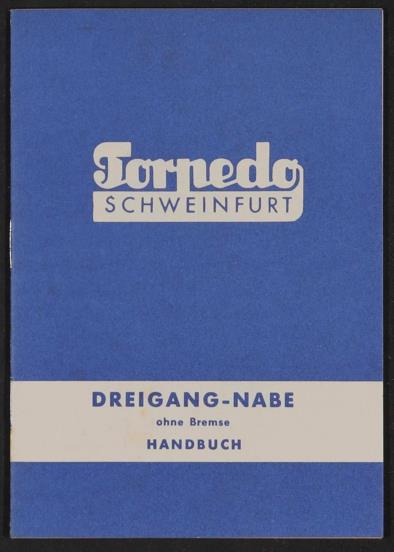 Torpedo
SCHWEINFURT
DREIGANG-NABE
ohne Bremse
HANDBUCH